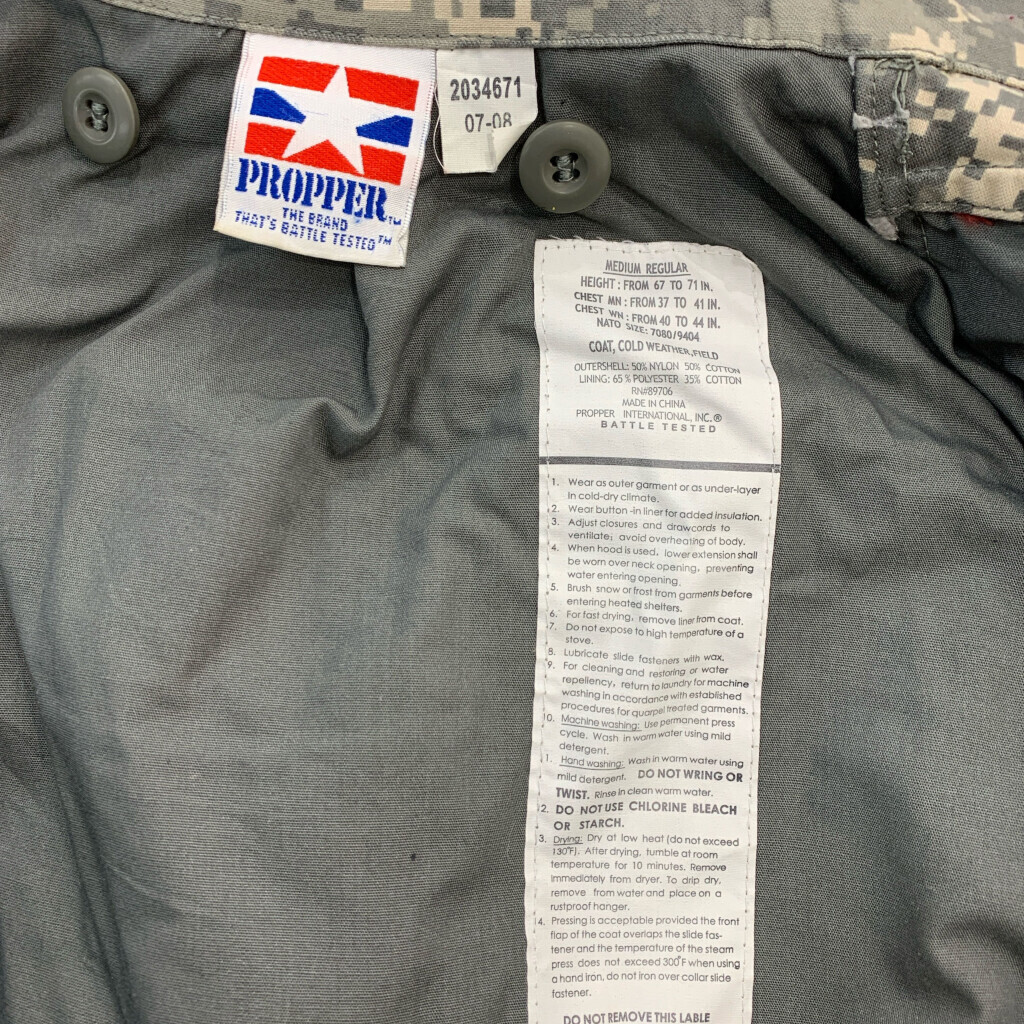 PROPPER™
THE BRAND
THAT'S BATTLE TESTED™
2034671
07-08
MEDIUM REGULAR
HEIGHT : FROM 67 TO 71 IN.
CHEST MN : FROM 37 TO 41 IN.
CHEST WN : FROM 40 TO 44 IN.
NATO SIZE: 7080/9404
COAT, COLD WEATHER,FIELD
OUTERSHELL: 50% NYLON 50% COTTON
LINING: 65 % POLYESTER 35% COTTON
RN#89706
MADE IN CHINA
PROPPER INTERNATIONAL, INC.®
BATTLE TESTED
1. Wear as outer garment or as under-layer
in cold-dry climate.
2. Wear button -in liner for added insulation.
3. Adjust closures and drawcords to
ventilate; avoid overheating of body.
4. When hood is used, lower extension shall
be worn over neck opening, preventing
water entering opening.
5. Brush snow or frost from garments before
entering heated shelters.
6. For fast drying, remove liner from coat.
7. Do not expose to high temperature of a
stove.
8. Lubricate slide fasteners with wax.
9. For cleaning and restoring or water
repellency, return to laundry for machine
washing in accordance with established
procedures for quarpel treated garments.
10. Machine washing: Use permanent press
cycle. Wash in warm water using mild
detergent.
1. Hand washing: Wash in warm water using
mild detergent. DO NOT WRING OR
TWIST. Rinse in clean warm water.
2. DO NOT USE CHLORINE BLEACH
OR STARCH.
3. Drying: Dry at low heat (do not exceed
130°F). After drying, tumble at room
temperature for 10 minutes. Remove
immediately from dryer. To drip dry,
remove from water and place on a
rustproof hanger.
4. Pressing is acceptable provided the front
flap of the coat overlaps the slide fas-
tener and the temperature of the steam
press does not exceed 300°F when using
a hand iron, do not iron over collar slide
fastener.
DO NOT REMOVE THIS LABLE